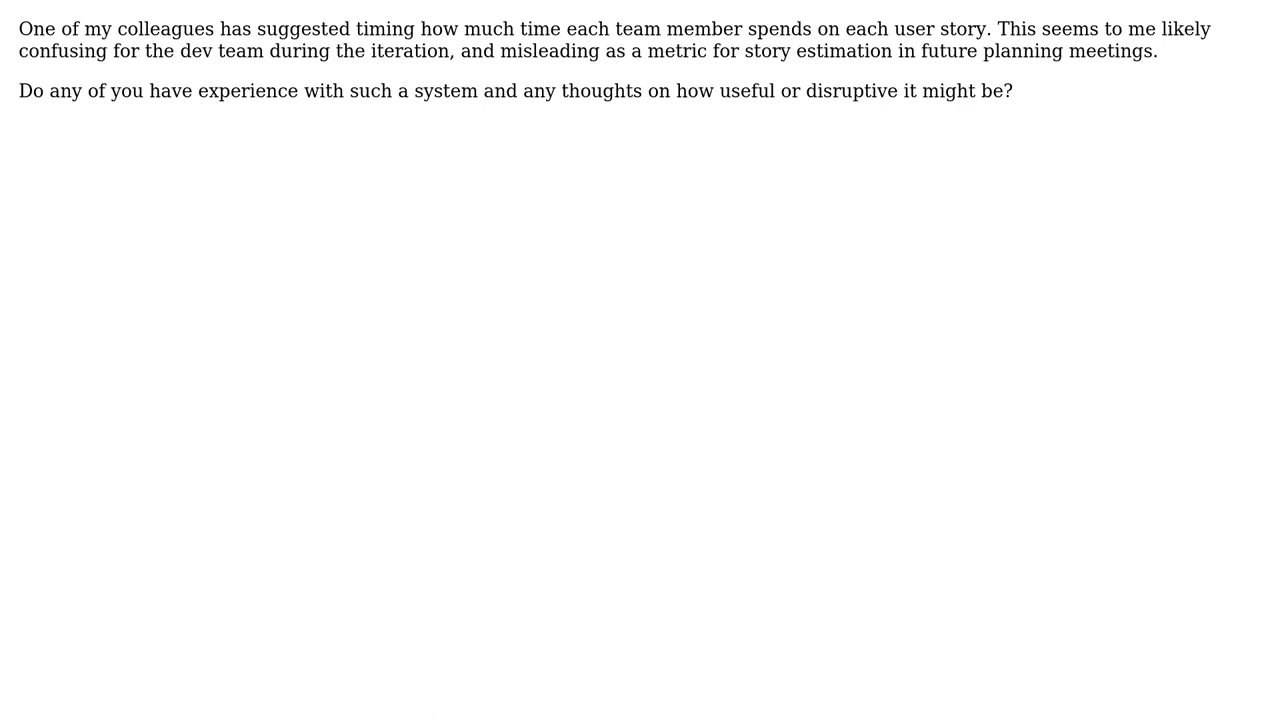 One of my colleagues has suggested timing how much time each team member spends on each user story. This seems to me likely
confusing for the dev team during the iteration, and misleading as a metric for story estimation in future planning meetings.
Do any of you have experience with such a system and any thoughts on how useful or disruptive it might be?